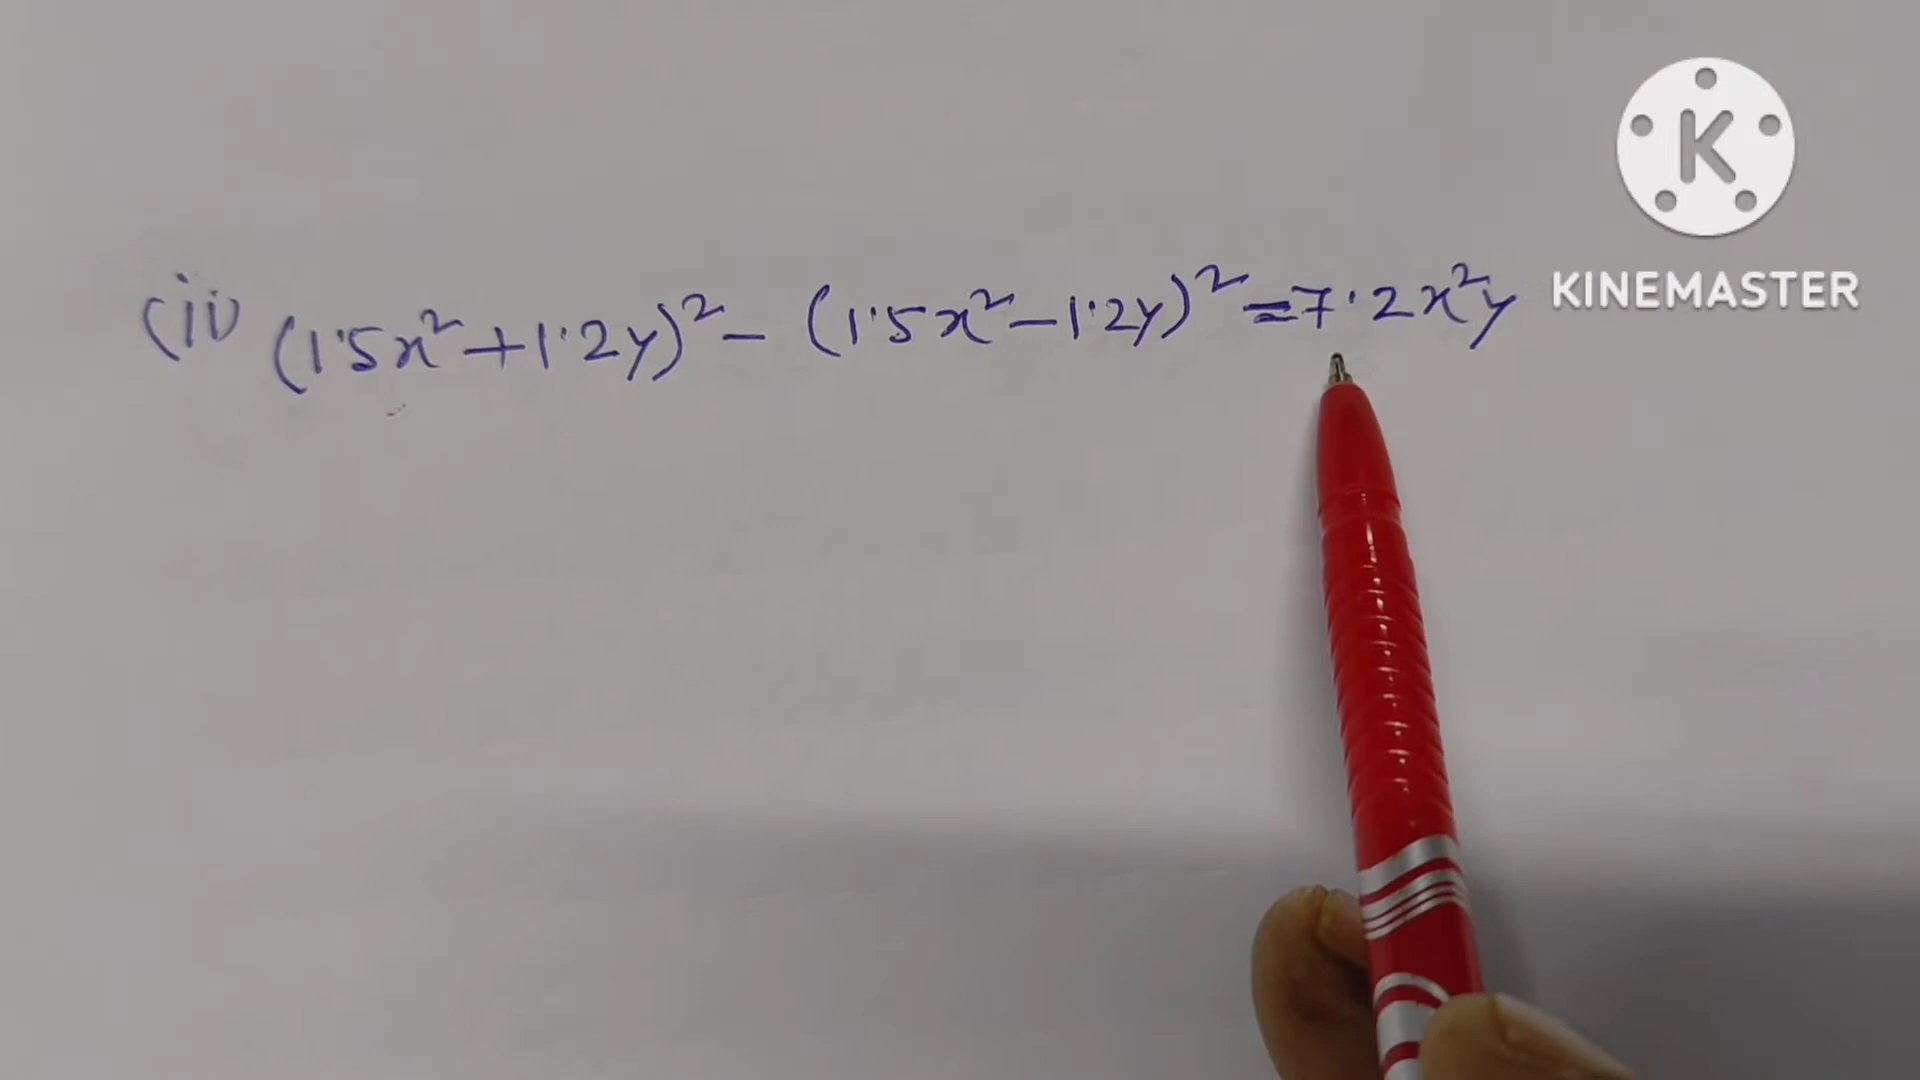 (ii) (1.5x²+1.2y)² - (1.5x²-1.2y)² = 7.2x²y
K
KINEMASTER